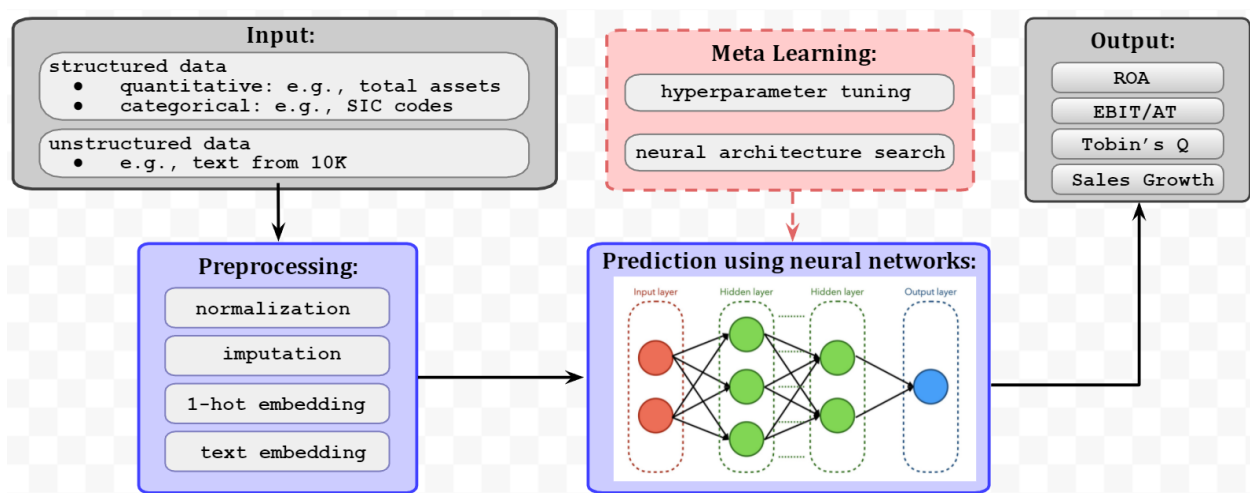 Input:
structured data
● quantitative: e.g., total assets
● categorical: e.g., SIC codes
unstructured data
● e.g., text from 10K
Meta Learning:
hyperparameter tuning
neural architecture search
Output:
ROA
EBIT/AT
Tobin's Q
Sales Growth
Preprocessing:
normalization
imputation
1-hot embedding
text embedding
Prediction using neural networks:
Input layer
Hidden layer
Hidden layer
Output layer